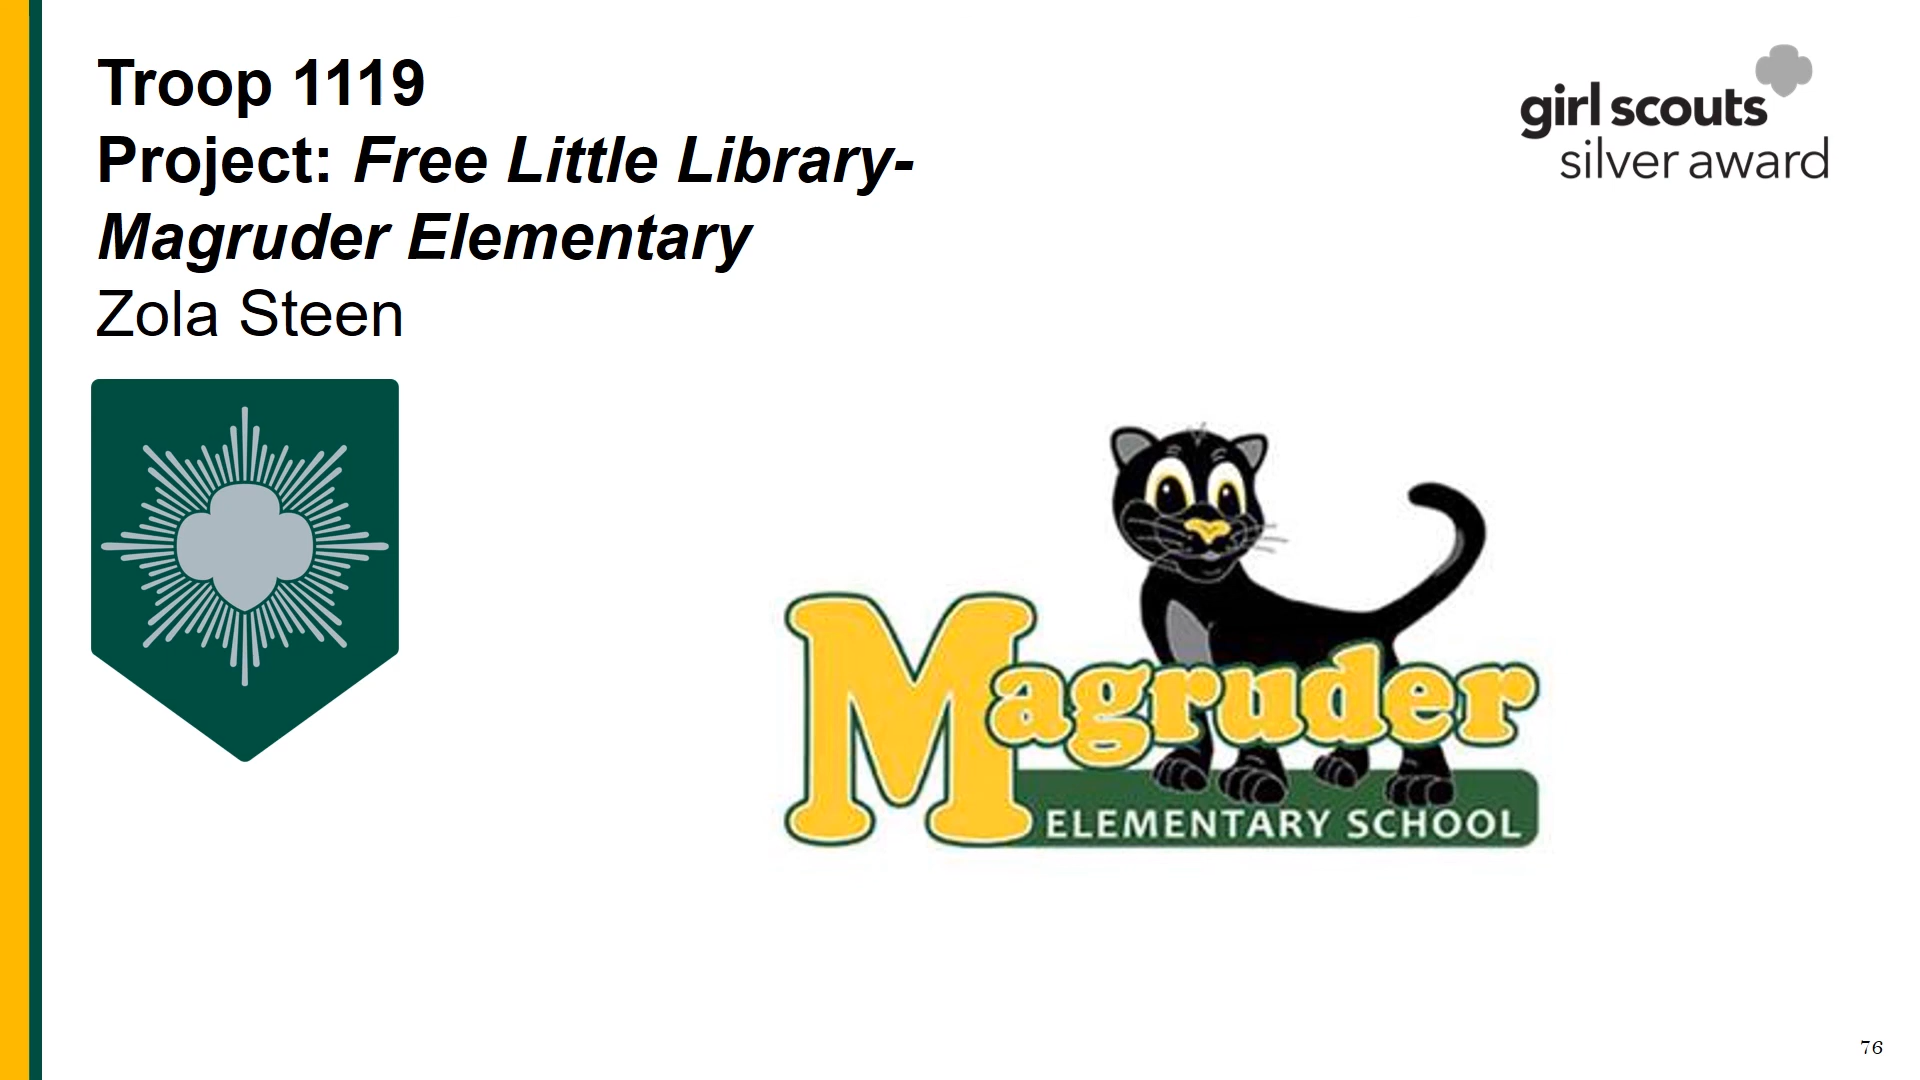 Troop 1119
Project: Free Little Library-
Magruder Elementary
Zola Steen
girl scouts
silver award
Magruder
ELEMENTARY SCHOOL
76